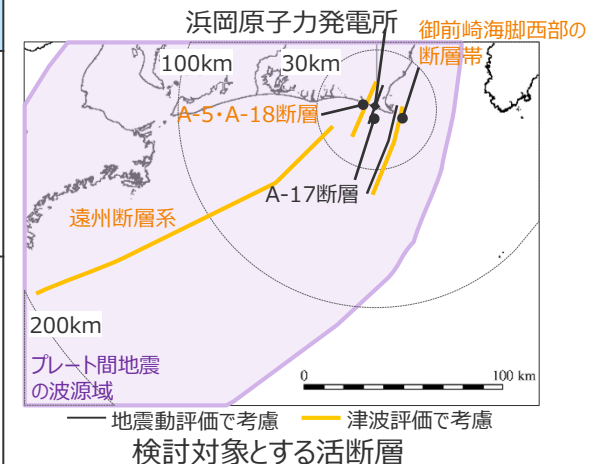 浜岡原子力発電所
御前崎海脚西部の
断層帯
100km
30km
A-5・A-18断層
A-17断層
遠州断層系
200km
プレート間地震
の波源域
0
100 km
地震動評価で考慮
津波評価で考慮
検討対象とする活断層